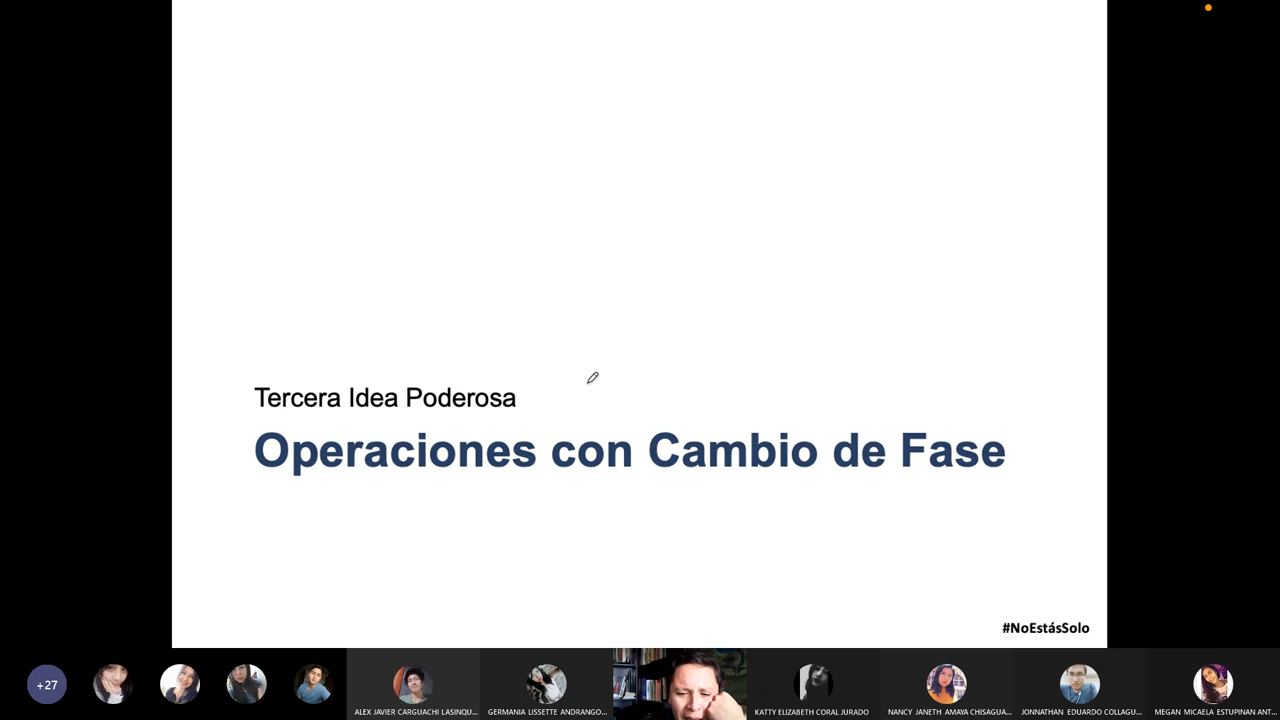 Tercera Idea Poderosa
Operaciones con Cambio de Fase
#NoEstásSolo
+27
ALEX JAVIER CARGUACHI LASINQU...
GERMANIA LISSETTE ANDRANGO...
KATTY ELIZABETH CORAL JURADO
NANCY JANETH AMAYA CHISAGUA...
JONNATHAN EDUARDO COLLAGU...
MEGAN MICAELA ESTUPINAN ANT...